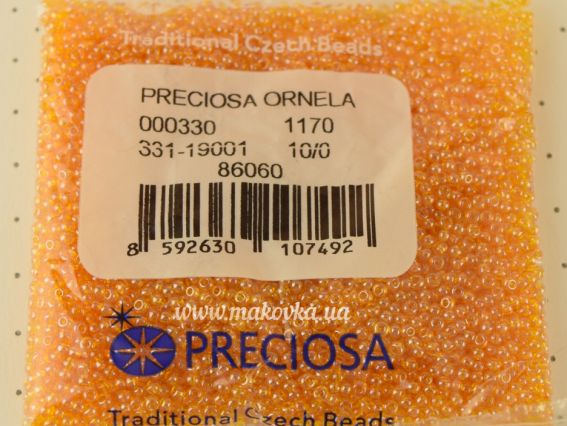 Traditional Czech Beads
PRECIOSA ORNELA
000330 1170
331-19001 10/0
86060
8 592630 107492
www.makovka.ua
PRECIOSA
Traditional Czech Beads